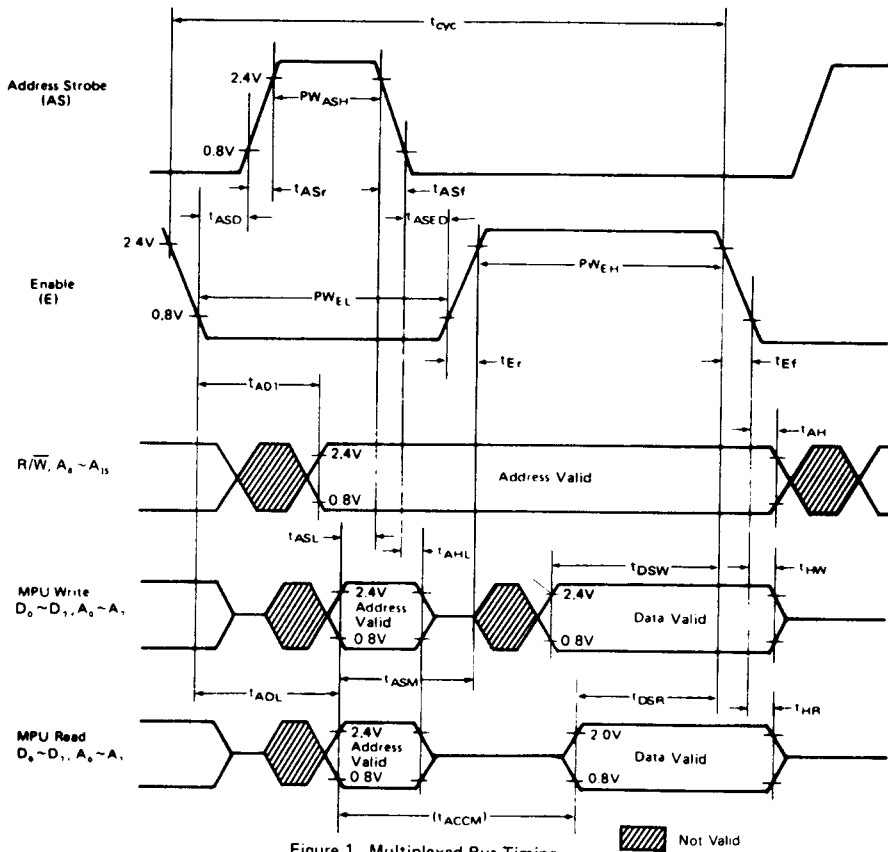 tcyc
Address Strobe
(AS)
2.4V
PWASH
0.8V
tASr
tASf
tASD
tASED
2.4V
Enable
(E)
PWEH
PWEL
0.8V
tEr
tEf
tAD1
tAH
R/W̅, A8 ~ A15
2.4V
Address Valid
0.8V
tASL
tAHL
tDSW
tHW
MPU Write
D0~D7, A0~A7
2.4V
Address
Valid
0.8V
2.4V
Data Valid
0.8V
tASM
tADL
tDSR
tHR
MPU Read
D0~D7, A0~A7
2.4V
Address
Valid
0.8V
2.0V
Data Valid
0.8V
(tACCM)
Figure 1 Multiplexed Bus Timing
Not Valid